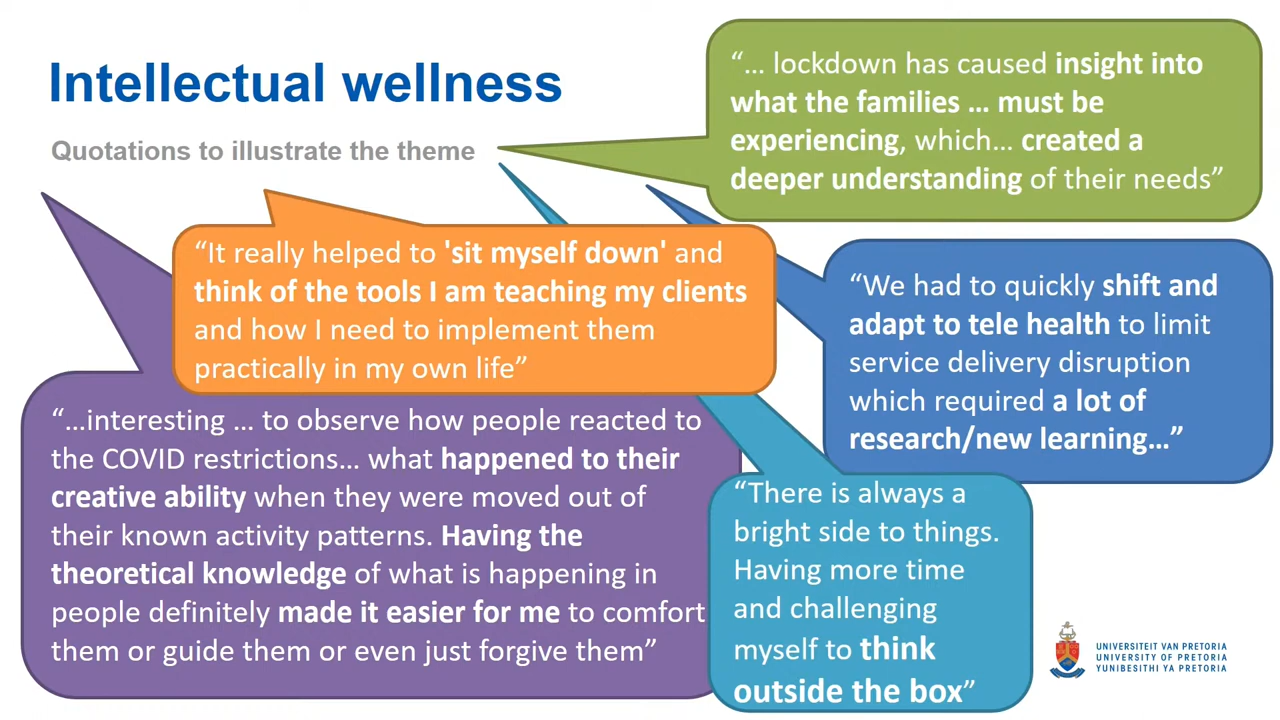 Intellectual wellness
Quotations to illustrate the theme
“… lockdown has caused insight into
what the families … must be
experiencing, which… created a
deeper understanding of their needs”
“It really helped to 'sit myself down' and
think of the tools I am teaching my clients
and how I need to implement them
practically in my own life”
“We had to quickly shift and
adapt to tele health to limit
service delivery disruption
which required a lot of
research/new learning…”
“…interesting … to observe how people reacted to
the COVID restrictions… what happened to their
creative ability when they were moved out of
their known activity patterns. Having the
theoretical knowledge of what is happening in
people definitely made it easier for me to comfort
them or guide them or even just forgive them”
“There is always a
bright side to things.
Having more time
and challenging
myself to think
outside the box”
UNIVERSITEIT VAN PRETORIA
UNIVERSITY OF PRETORIA
YUNIBESITHI YA PRETORIA